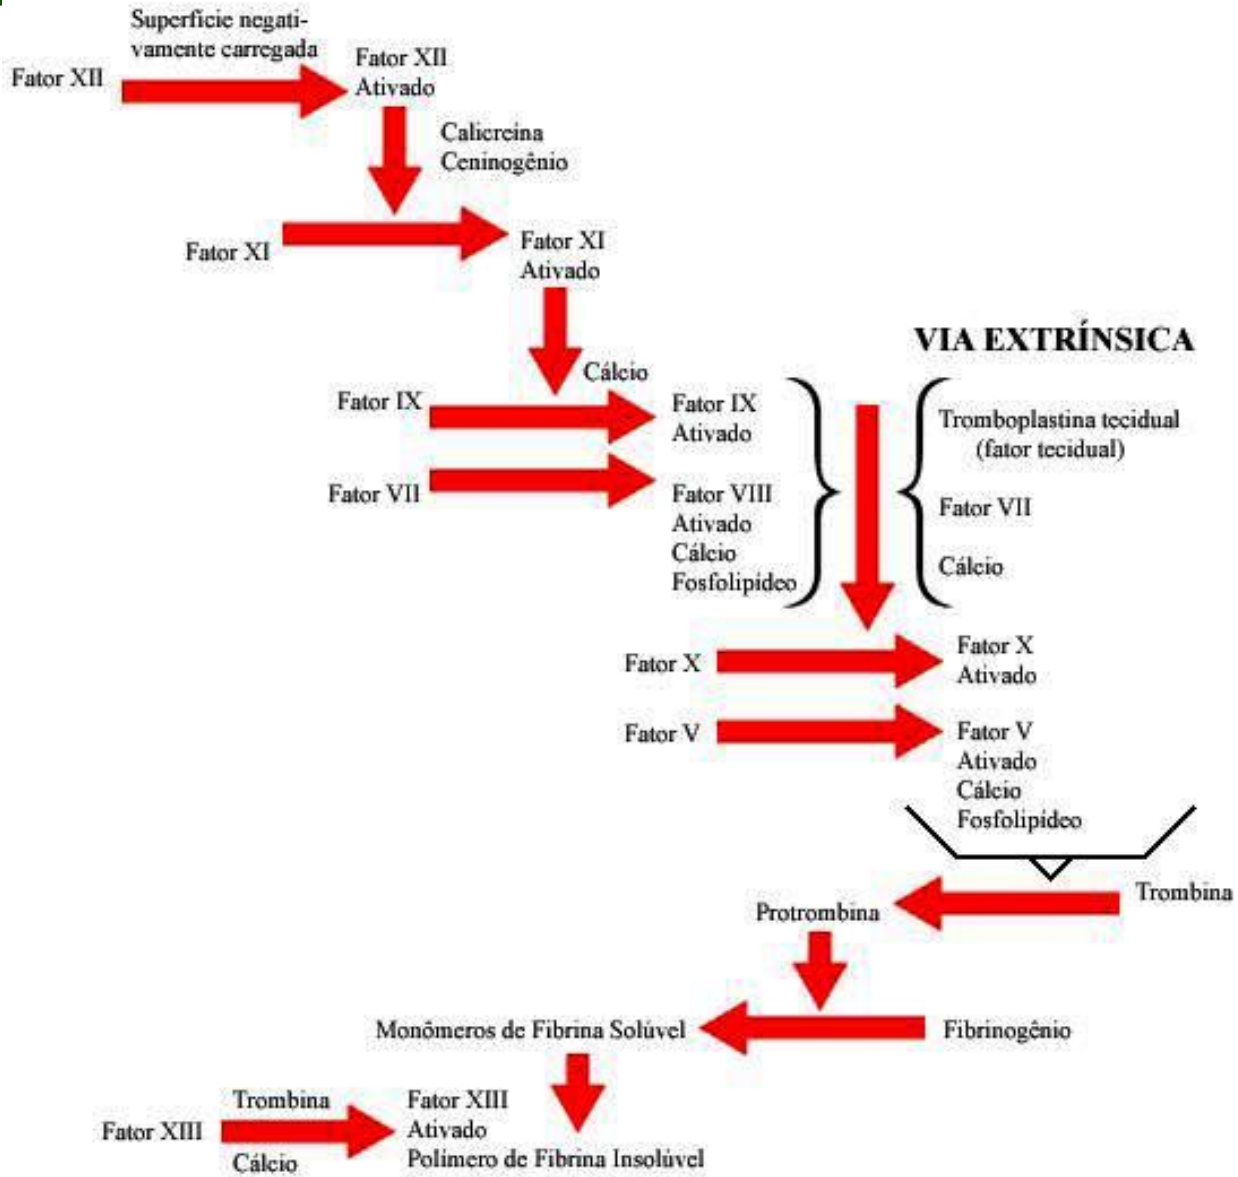 Superfície negati-
vamente carregada
Fator XII
Fator XII
Ativado
Calicreína
Ceninogênio
Fator XI
Fator XI
Ativado
VIA EXTRÍNSICA
Cálcio
Fator IX
Fator IX
Ativado
Fator VII
Fator VIII
Ativado
Cálcio
Fosfolipídeo
Tromboplastina tecidual
(fator tecidual)
Fator VII
Cálcio
Fator X
Fator X
Ativado
Fator V
Fator V
Ativado
Cálcio
Fosfolipídeo
Trombina
Protrombina
Monômeros de Fibrina Solúvel
Fibrinogênio
Fator XIII
Trombina
Cálcio
Fator XIII
Ativado
Polímero de Fibrina Insolúvel